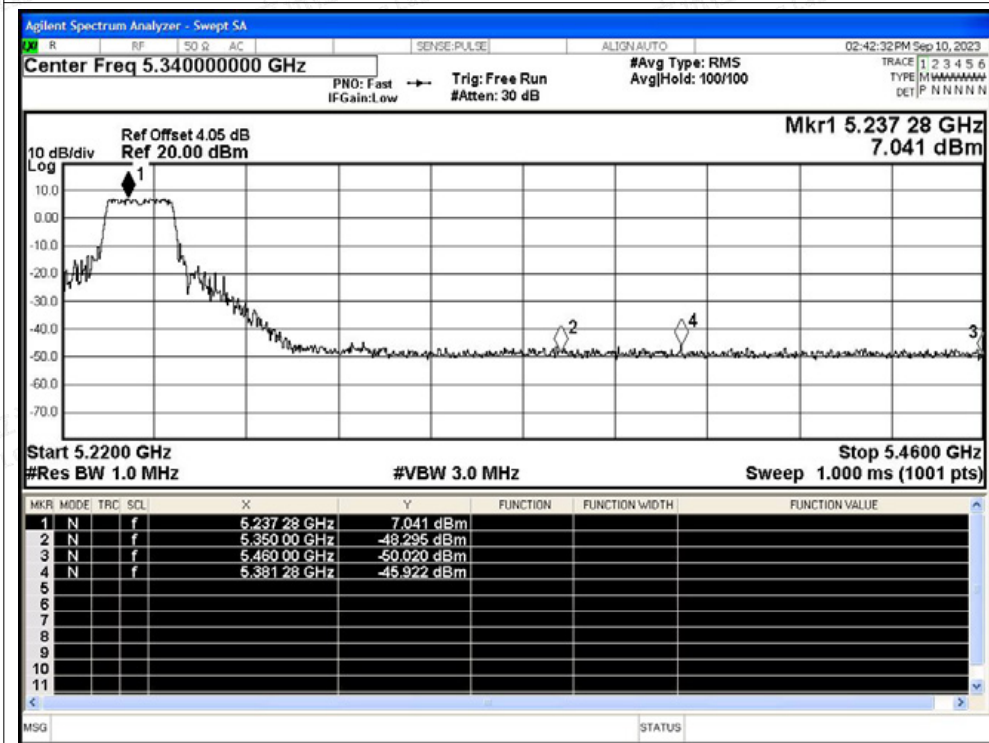 Agilent Spectrum Analyzer - Swept SA
LXI R RF 50 Ω AC SENSE:PULSE ALIGN AUTO 02:42:32 PM Sep 10, 2023
Center Freq 5.340000000 GHz
PNO: Fast
IFGain:Low
Trig: Free Run
#Atten: 30 dB
#Avg Type: RMS
Avg|Hold: 100/100
TRACE 1 2 3 4 5 6
TYPE M
DET P N N N N N
Mkr1 5.237 28 GHz
7.041 dBm
Ref Offset 4.05 dB
10 dB/div Ref 20.00 dBm
Log
1
10.0
0.00
-10.0
-20.0
-30.0
-40.0
2
4
3
-50.0
-60.0
-70.0
Start 5.2200 GHz Stop 5.4600 GHz
#Res BW 1.0 MHz #VBW 3.0 MHz Sweep 1.000 ms (1001 pts)
MKR MODE TRC SCL X Y FUNCTION FUNCTION WIDTH FUNCTION VALUE
1 N f 5.237 28 GHz 7.041 dBm
2 N f 5.350 00 GHz -48.295 dBm
3 N f 5.460 00 GHz -50.020 dBm
4 N f 5.381 28 GHz -45.922 dBm
5
6
7
8
9
10
11
MSG STATUS